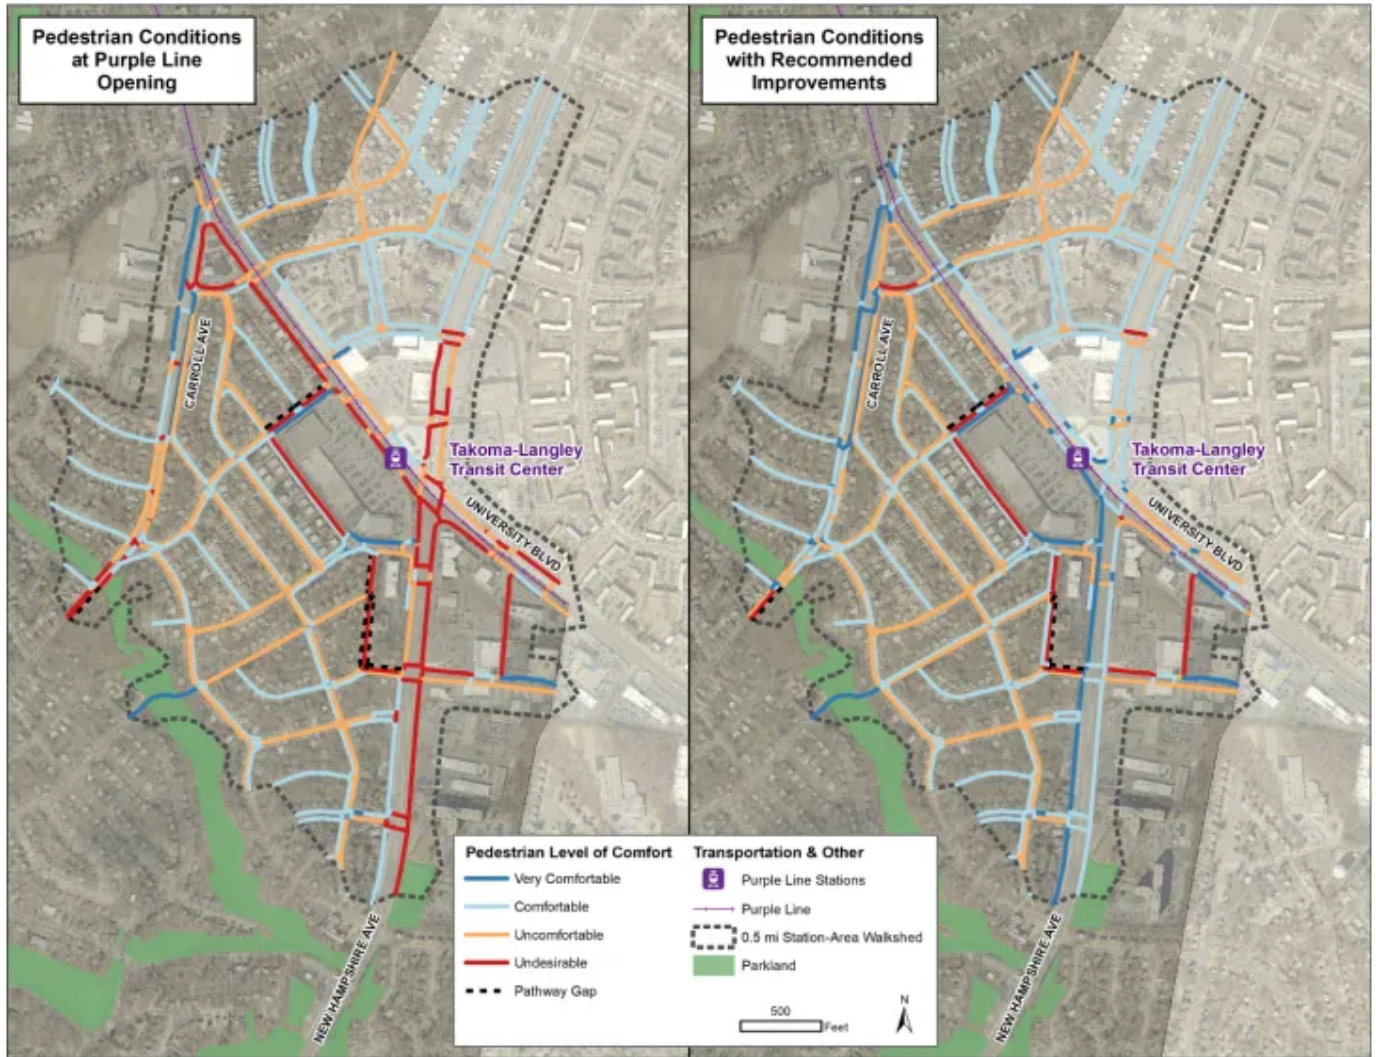 Pedestrian Conditions
at Purple Line
Opening
Pedestrian Conditions
with Recommended
Improvements
CARROLL AVE
Takoma-Langley
Transit Center
UNIVERSITY BLVD
CARROLL AVE
Takoma-Langley
Transit Center
UNIVERSITY BLVD
NEW HAMPSHIRE AVE
NEW HAMPSHIRE AVE
Pedestrian Level of Comfort
Very Comfortable
Comfortable
Uncomfortable
Undesirable
Pathway Gap
Transportation & Other
Purple Line Stations
Purple Line
0.5 mi Station-Area Walkshed
Parkland
500
Feet
N